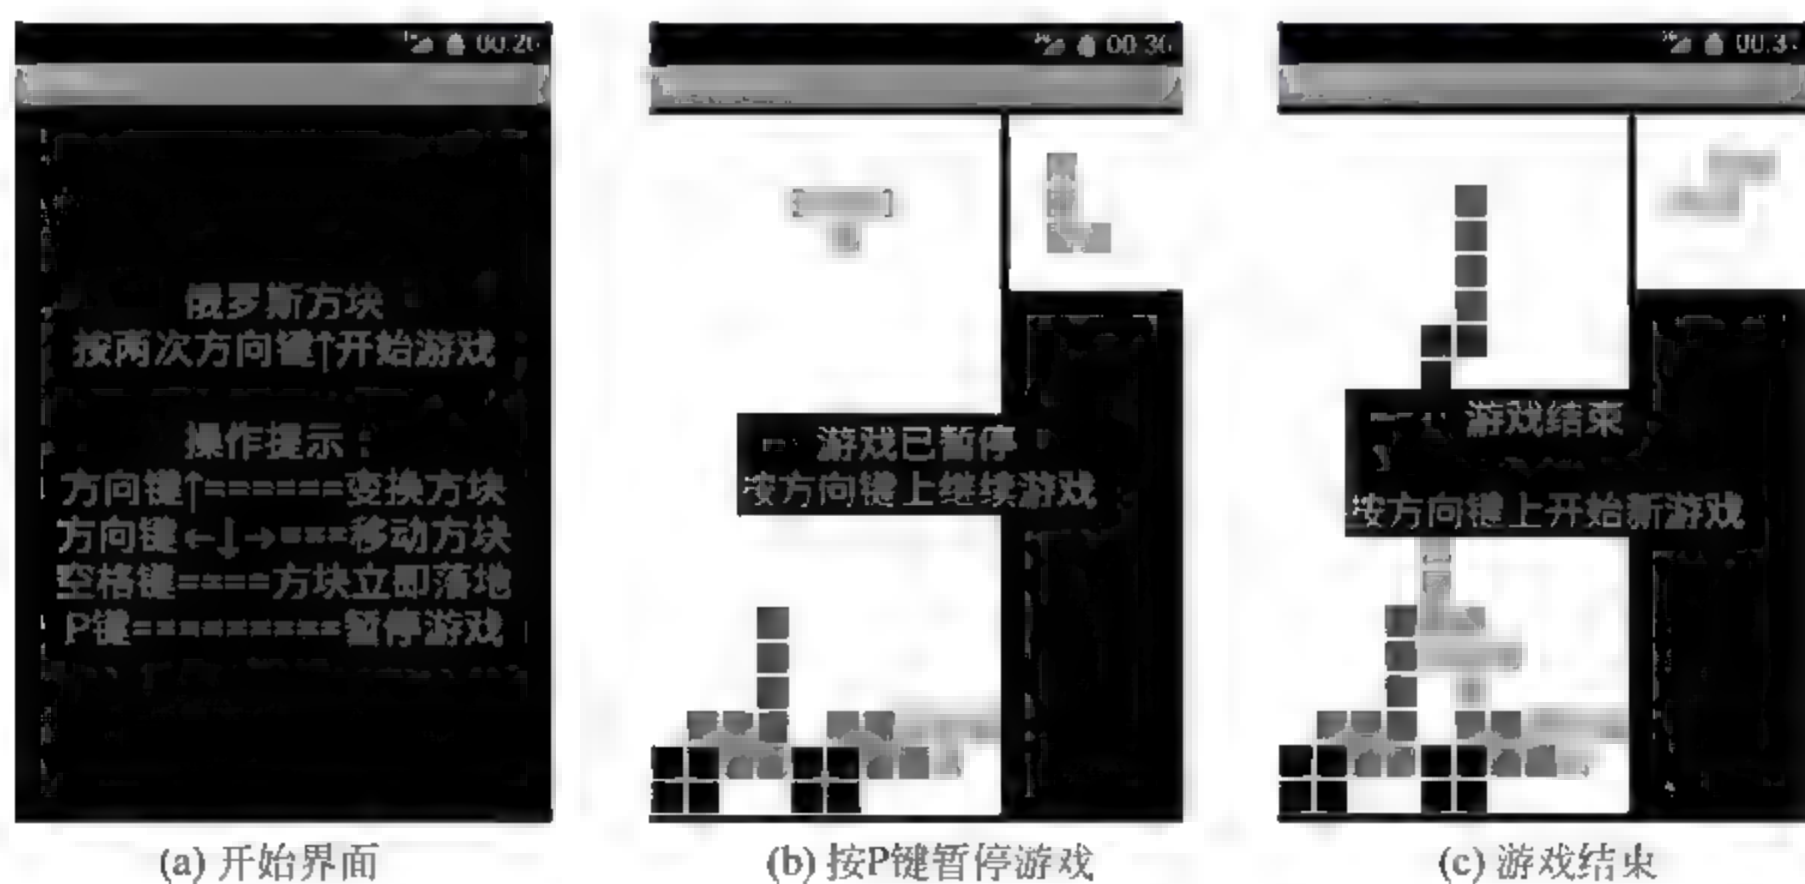 00:26
俄罗斯方块
按两次方向键↑开始游戏
操作提示：
方向键↑======变换方块
方向键←↓→===移动方块
空格键====方块立即落地
P键==========暂停游戏
(a) 开始界面
00:36
游戏已暂停
按方向键上继续游戏
(b) 按P键暂停游戏
游戏结束
按方向键上开始新游戏
(c) 游戏结束